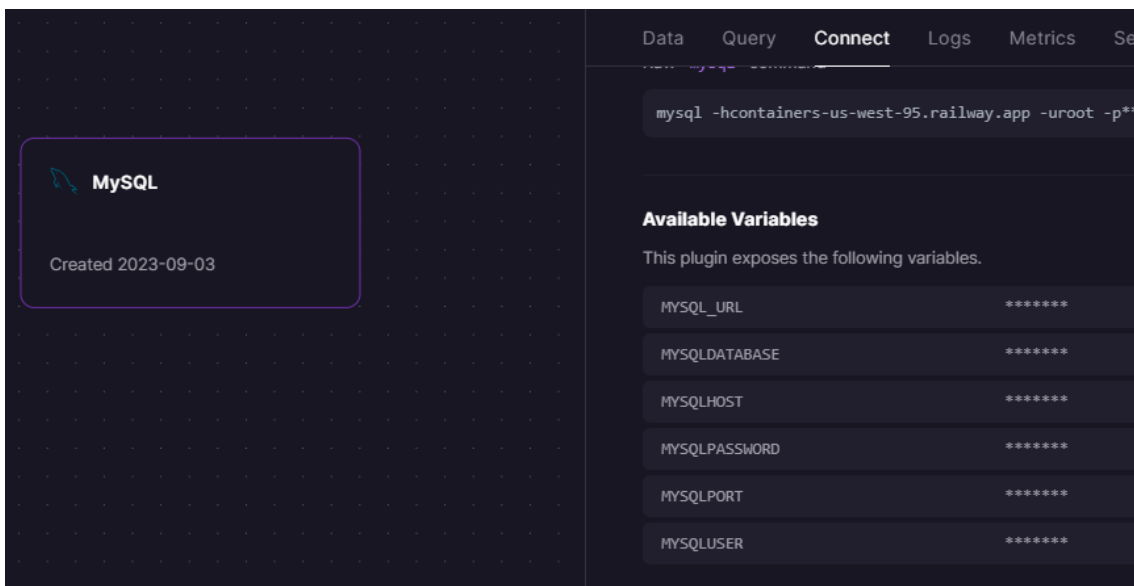 Data Query Connect Logs Metrics Se
mysql -hcontainers-us-west-95.railway.app -uroot -p**
MySQL
Created 2023-09-03
Available Variables
This plugin exposes the following variables.
MYSQL_URL *******
MYSQLDATABASE *******
MYSQLHOST *******
MYSQLPASSWORD *******
MYSQLPORT *******
MYSQLUSER *******